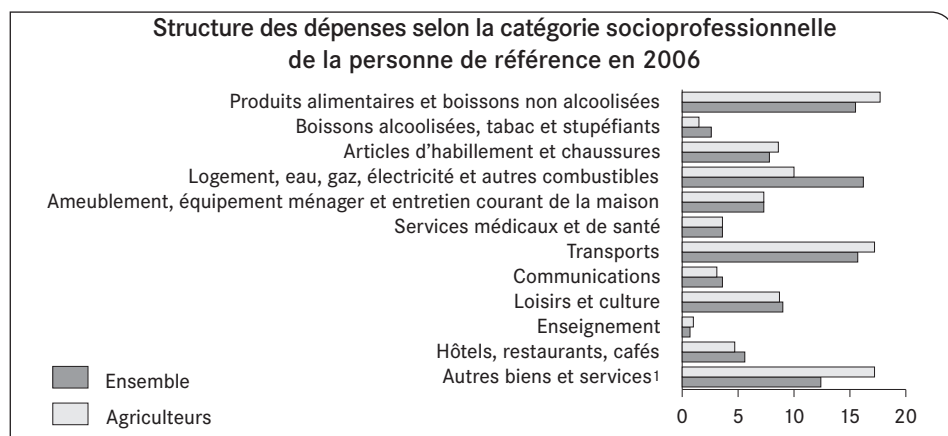 Structure des dépenses selon la catégorie socioprofessionnelle
de la personne de référence en 2006
Produits alimentaires et boissons non alcoolisées
Boissons alcoolisées, tabac et stupéfiants
Articles d'habillement et chaussures
Logement, eau, gaz, électricité et autres combustibles
Ameublement, équipement ménager et entretien courant de la maison
Services médicaux et de santé
Transports
Communications
Loisirs et culture
Enseignement
Hôtels, restaurants, cafés
Autres biens et services1
Ensemble
Agriculteurs
0 5 10 15 20